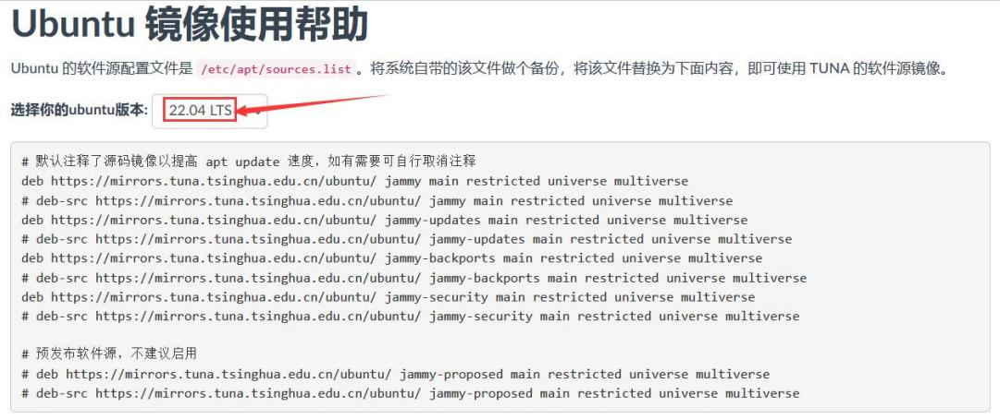 Ubuntu 镜像使用帮助
Ubuntu 的软件源配置文件是 /etc/apt/sources.list 。将系统自带的该文件做个备份，将该文件替换为下面内容，即可使用 TUNA 的软件源镜像。
选择你的ubuntu版本: 22.04 LTS
# 默认注释了源码镜像以提高 apt update 速度，如有需要可自行取消注释
deb https://mirrors.tuna.tsinghua.edu.cn/ubuntu/ jammy main restricted universe multiverse
# deb-src https://mirrors.tuna.tsinghua.edu.cn/ubuntu/ jammy main restricted universe multiverse
deb https://mirrors.tuna.tsinghua.edu.cn/ubuntu/ jammy-updates main restricted universe multiverse
# deb-src https://mirrors.tuna.tsinghua.edu.cn/ubuntu/ jammy-updates main restricted universe multiverse
deb https://mirrors.tuna.tsinghua.edu.cn/ubuntu/ jammy-backports main restricted universe multiverse
# deb-src https://mirrors.tuna.tsinghua.edu.cn/ubuntu/ jammy-backports main restricted universe multiverse
deb https://mirrors.tuna.tsinghua.edu.cn/ubuntu/ jammy-security main restricted universe multiverse
# deb-src https://mirrors.tuna.tsinghua.edu.cn/ubuntu/ jammy-security main restricted universe multiverse
# 预发布软件源，不建议启用
# deb https://mirrors.tuna.tsinghua.edu.cn/ubuntu/ jammy-proposed main restricted universe multiverse
# deb-src https://mirrors.tuna.tsinghua.edu.cn/ubuntu/ jammy-proposed main restricted universe multiverse